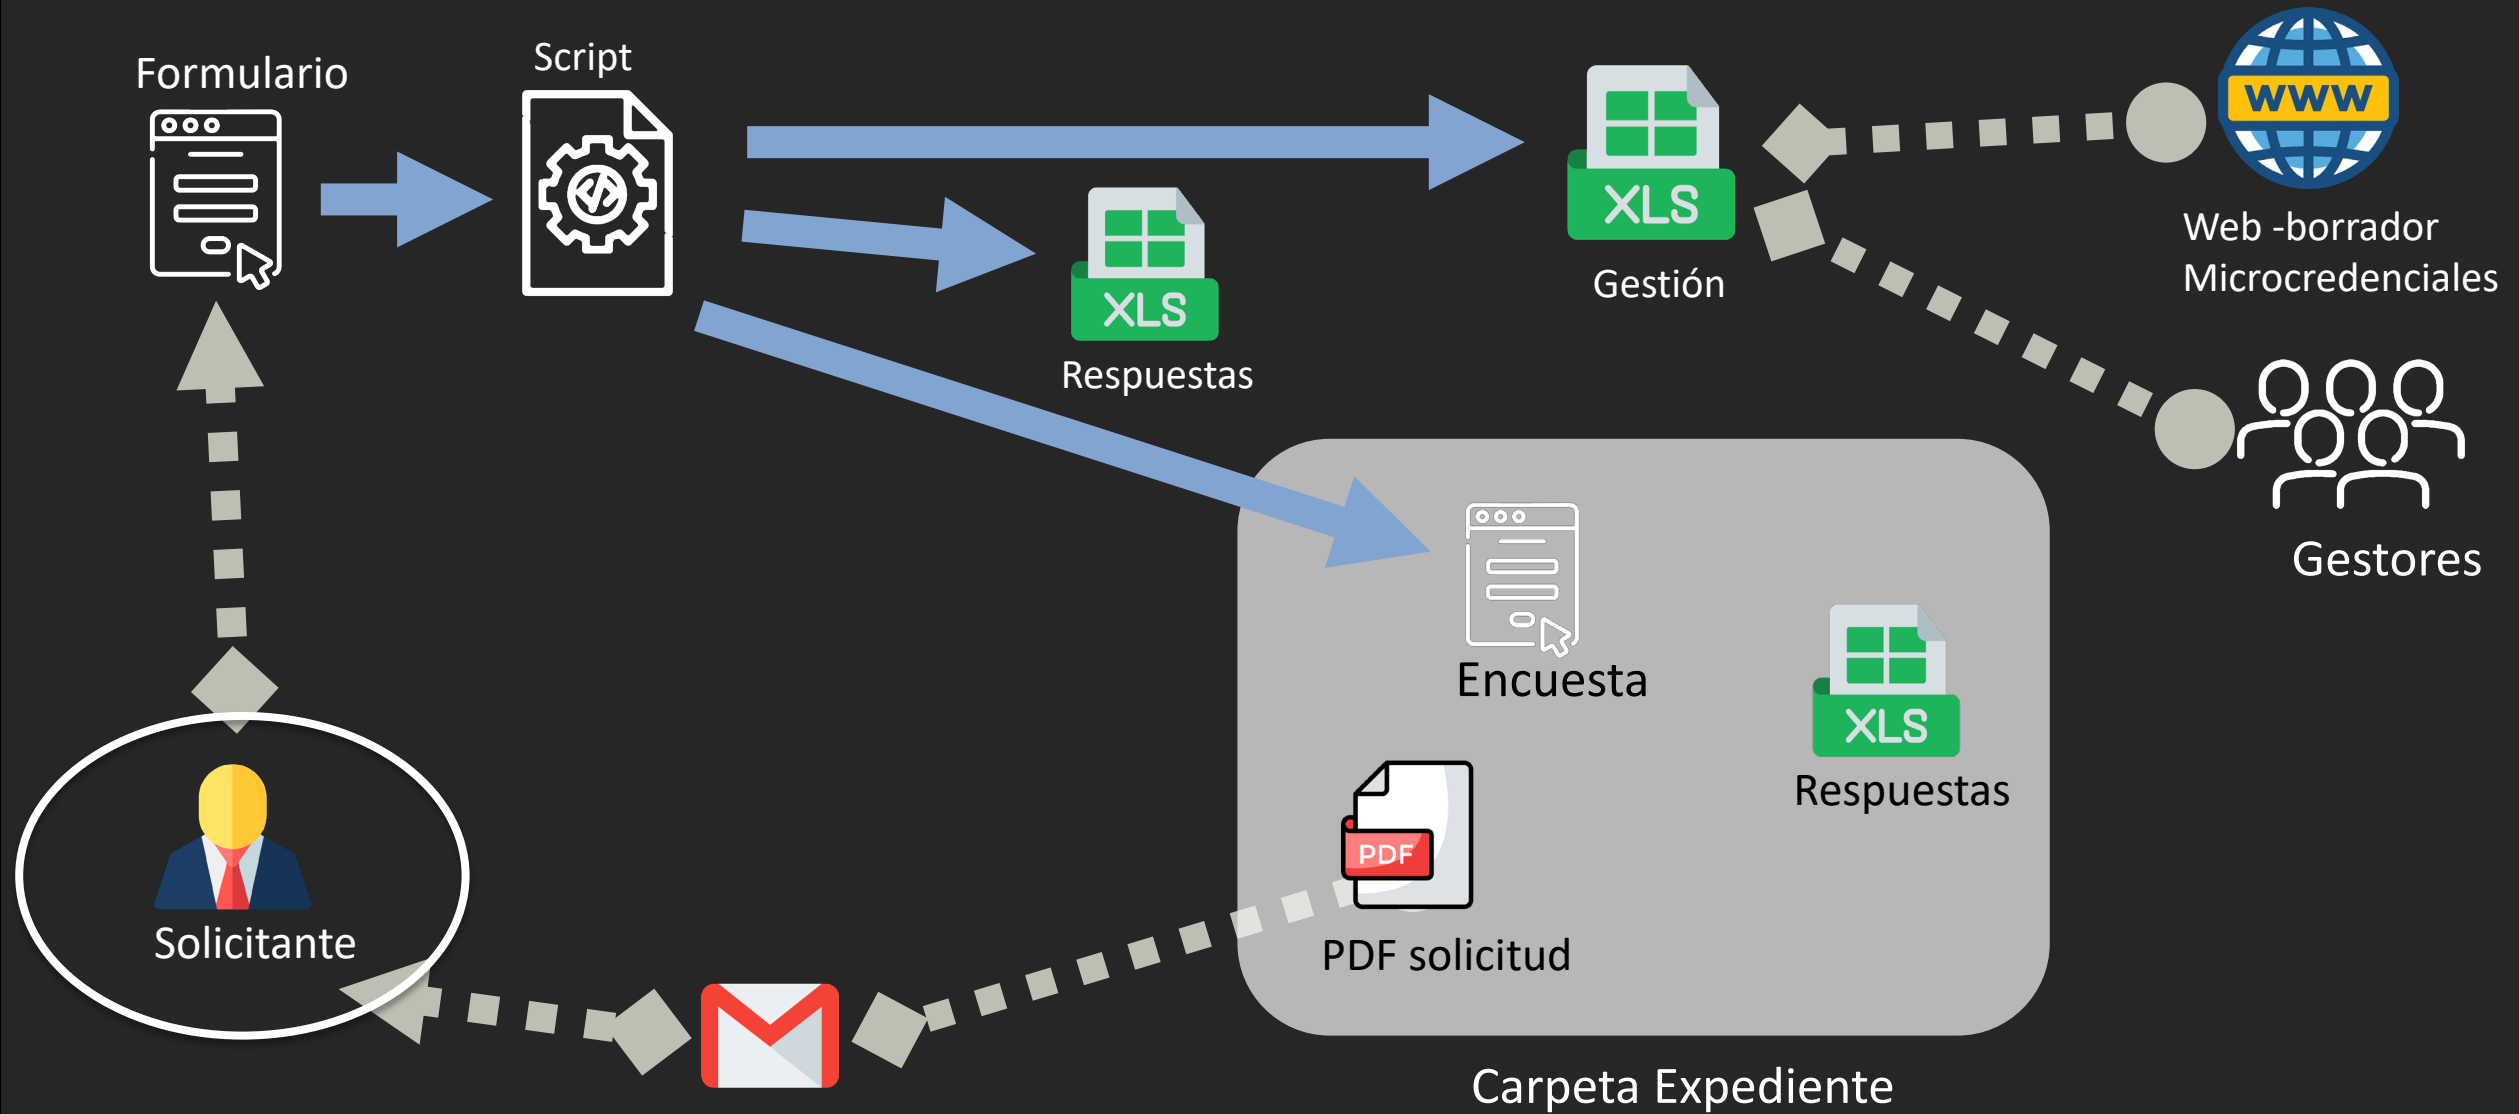 Formulario
Script
WWW
XLS
Gestión
Web -borrador
Microcredenciales
XLS
Respuestas
Gestores
Encuesta
XLS
Respuestas
PDF
PDF solicitud
Solicitante
Carpeta Expediente